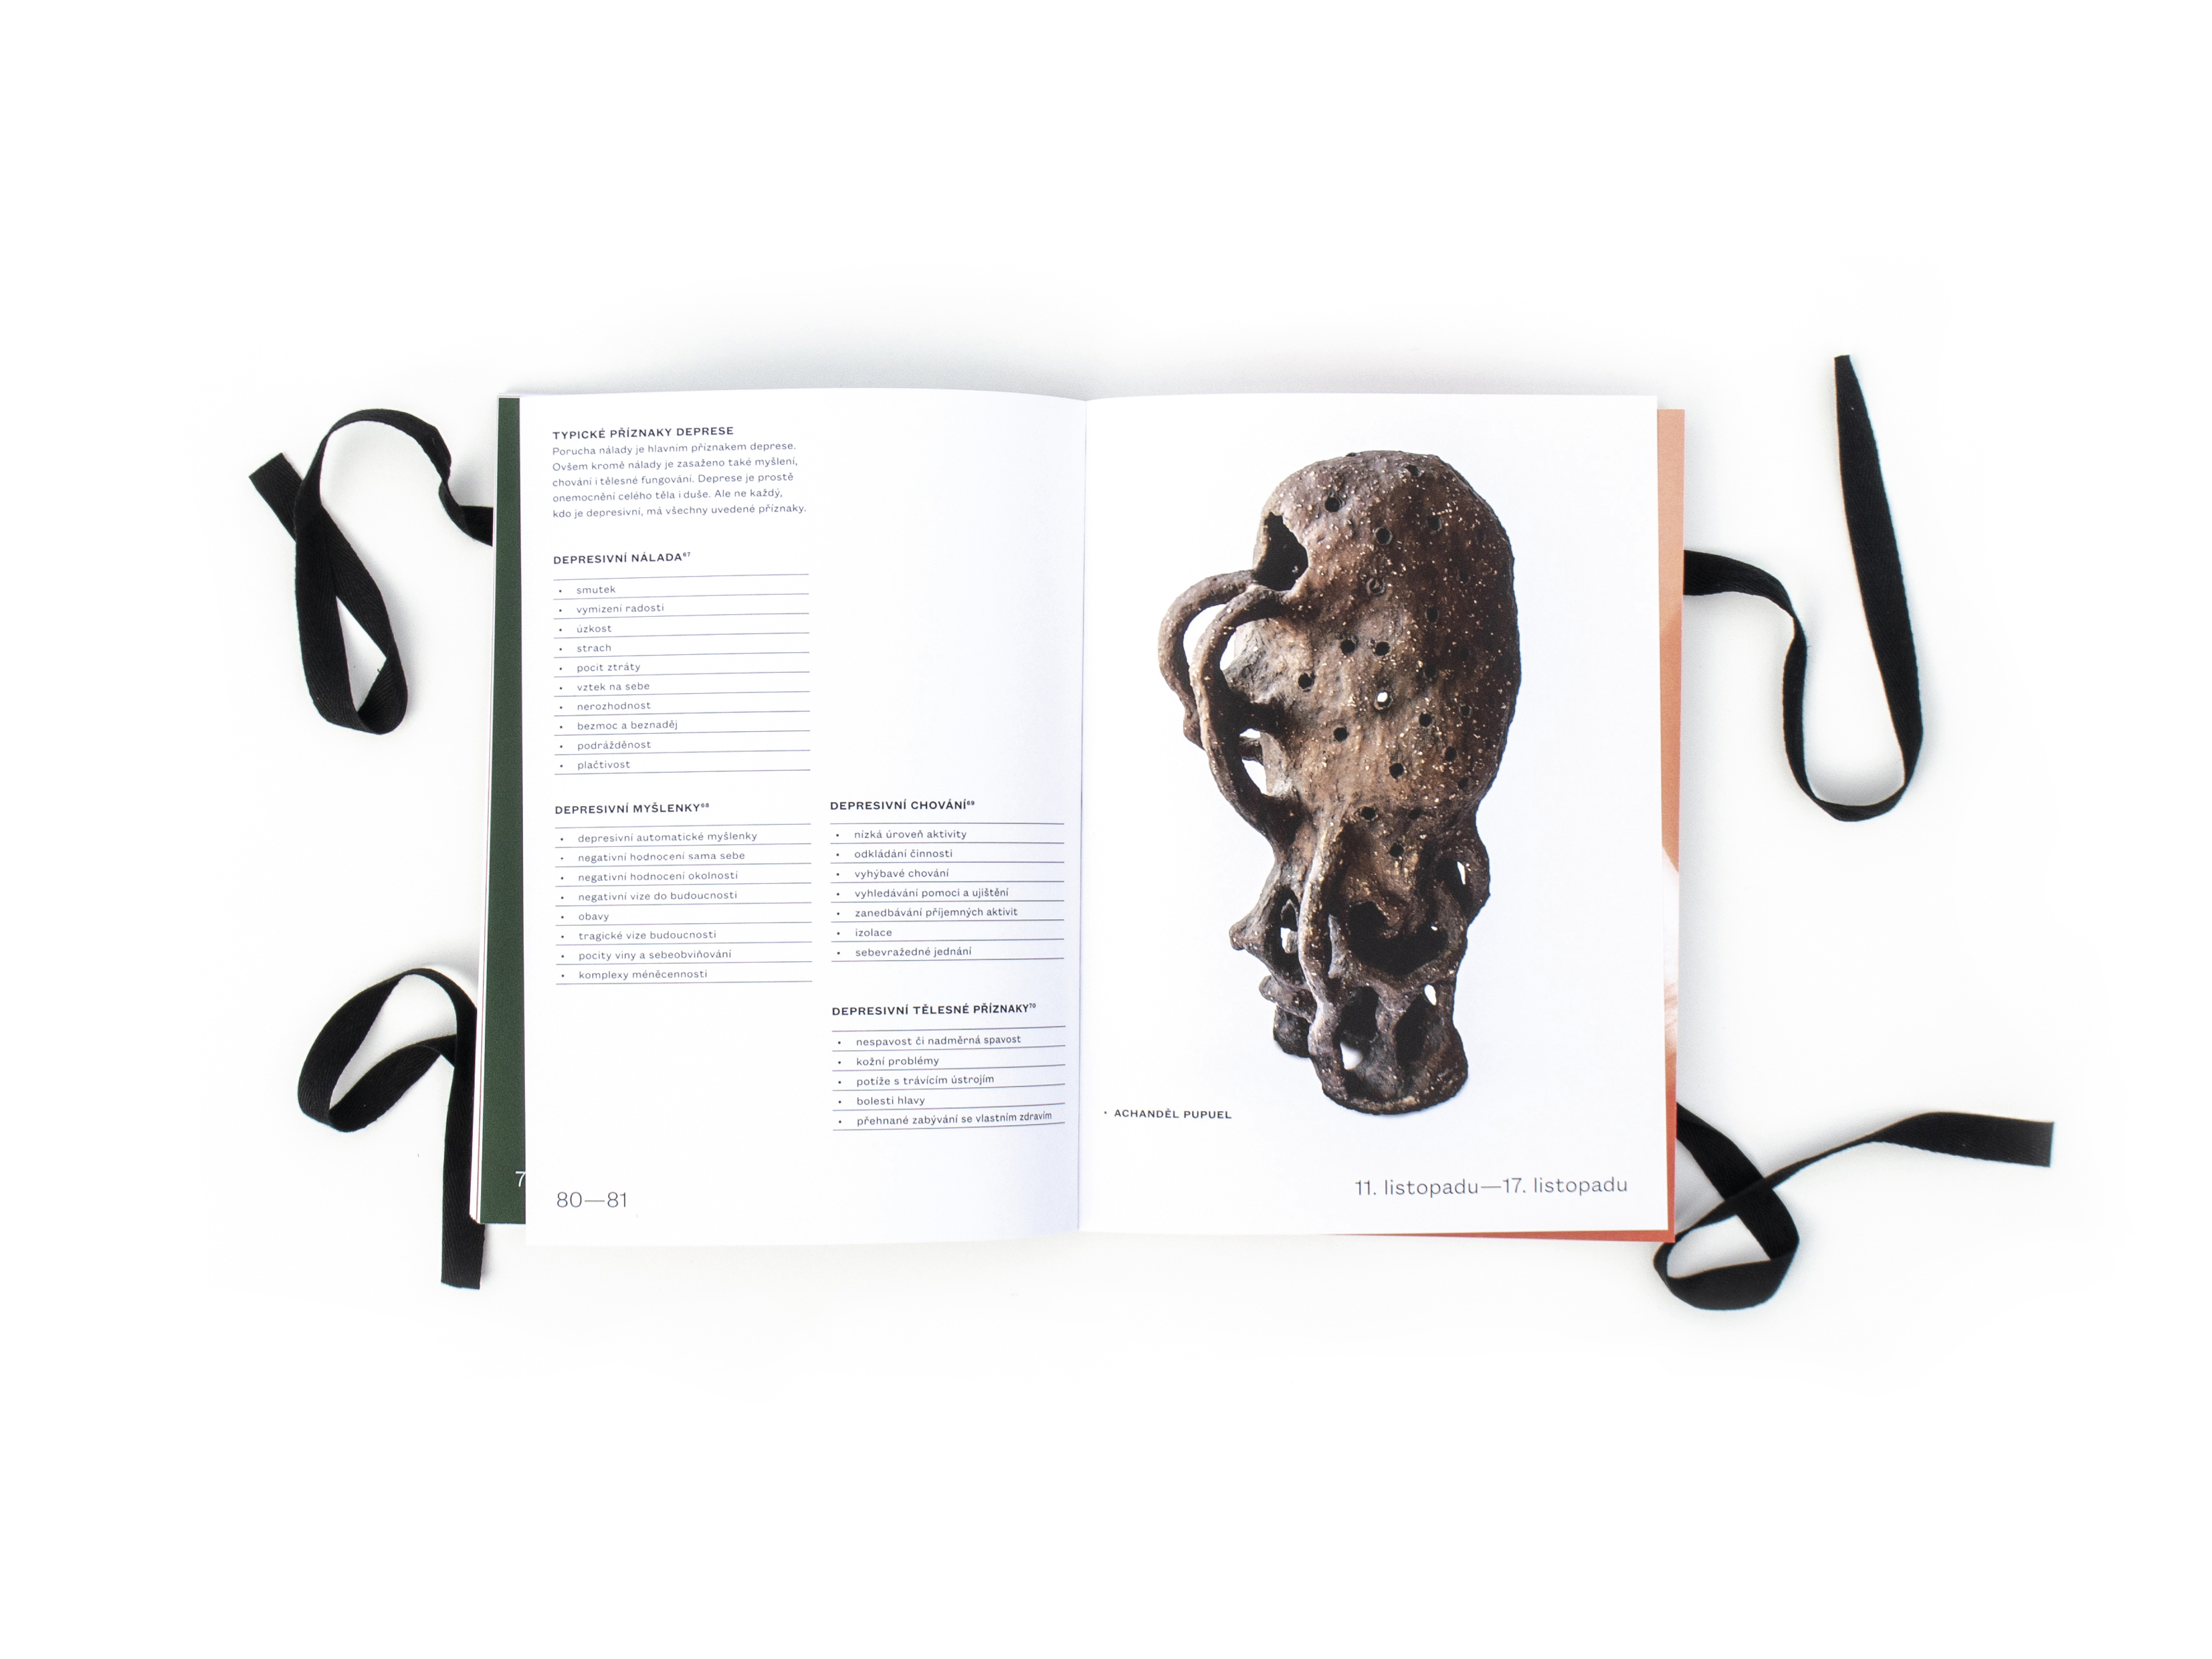 TYPICKÉ PŘÍZNAKY DEPRESE
Porucha nálady je hlavním příznakem deprese.
Ovšem kromě nálady je zasaženo také myšlení,
chování i tělesné fungování. Deprese je prostě
onemocnění celého těla i duše. Ale ne každý,
kdo je depresivní, má všechny uvedené příznaky.
DEPRESIVNÍ NÁLADA⁶⁷
• smutek
• vymizení radosti
• úzkost
• strach
• pocit ztráty
• vztek na sebe
• nerozhodnost
• bezmoc a beznaděj
• podrážděnost
• plačtivost
DEPRESIVNÍ MYŠLENKY⁶⁸
• depresivní automatické myšlenky
• negativní hodnocení sama sebe
• negativní hodnocení okolností
• negativní vize do budoucnosti
• obavy
• tragické vize budoucnosti
• pocity viny a sebeobviňování
• komplexy méněcennosti
DEPRESIVNÍ CHOVÁNÍ⁶⁹
• nízká úroveň aktivity
• odkládání činností
• vyhýbavé chování
• vyhledávání pomoci a ujištění
• zanedbávání příjemných aktivit
• izolace
• sebevražedné jednání
DEPRESIVNÍ TĚLESNÉ PŘÍZNAKY⁷⁰
• nespavost či nadměrná spavost
• kožní problémy
• potíže s trávicím ústrojím
• bolesti hlavy
• přehnané zabývání se vlastním zdravím
7
80—81
• ACHANDĚL PUPUEL
11. listopadu—17. listopadu